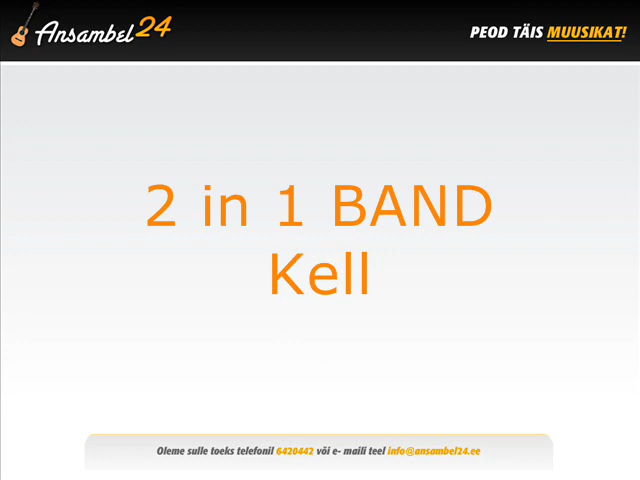 Ansambel24
PEOD TÄIS MUUSIKAT!
2 in 1 BAND
Kell
Oleme sulle toeks telefonil 6420442 või e- maili teel info@ansambel24.ee